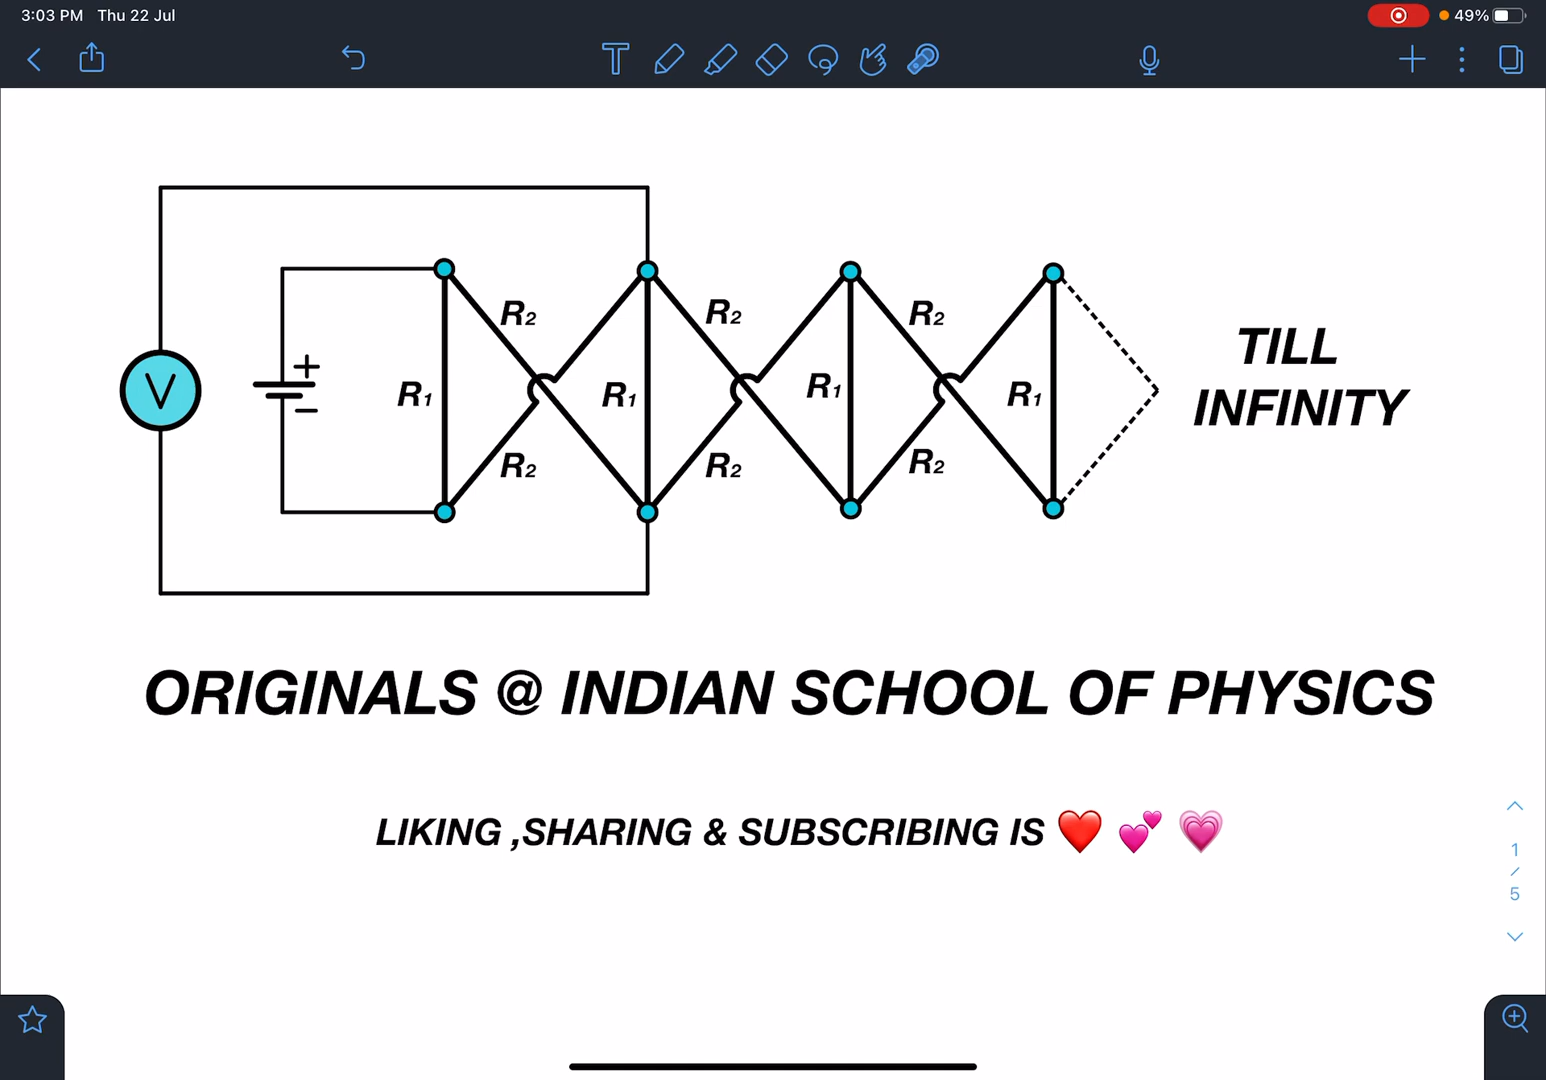 3:03 PM Thu 22 Jul
49%
T
V
+
-
R1
R2
R2
R1
R2
R2
R1
R2
R2
R1
TILL
INFINITY
ORIGINALS @ INDIAN SCHOOL OF PHYSICS
LIKING ,SHARING & SUBSCRIBING IS ❤️ 💕 💗
1
/
5